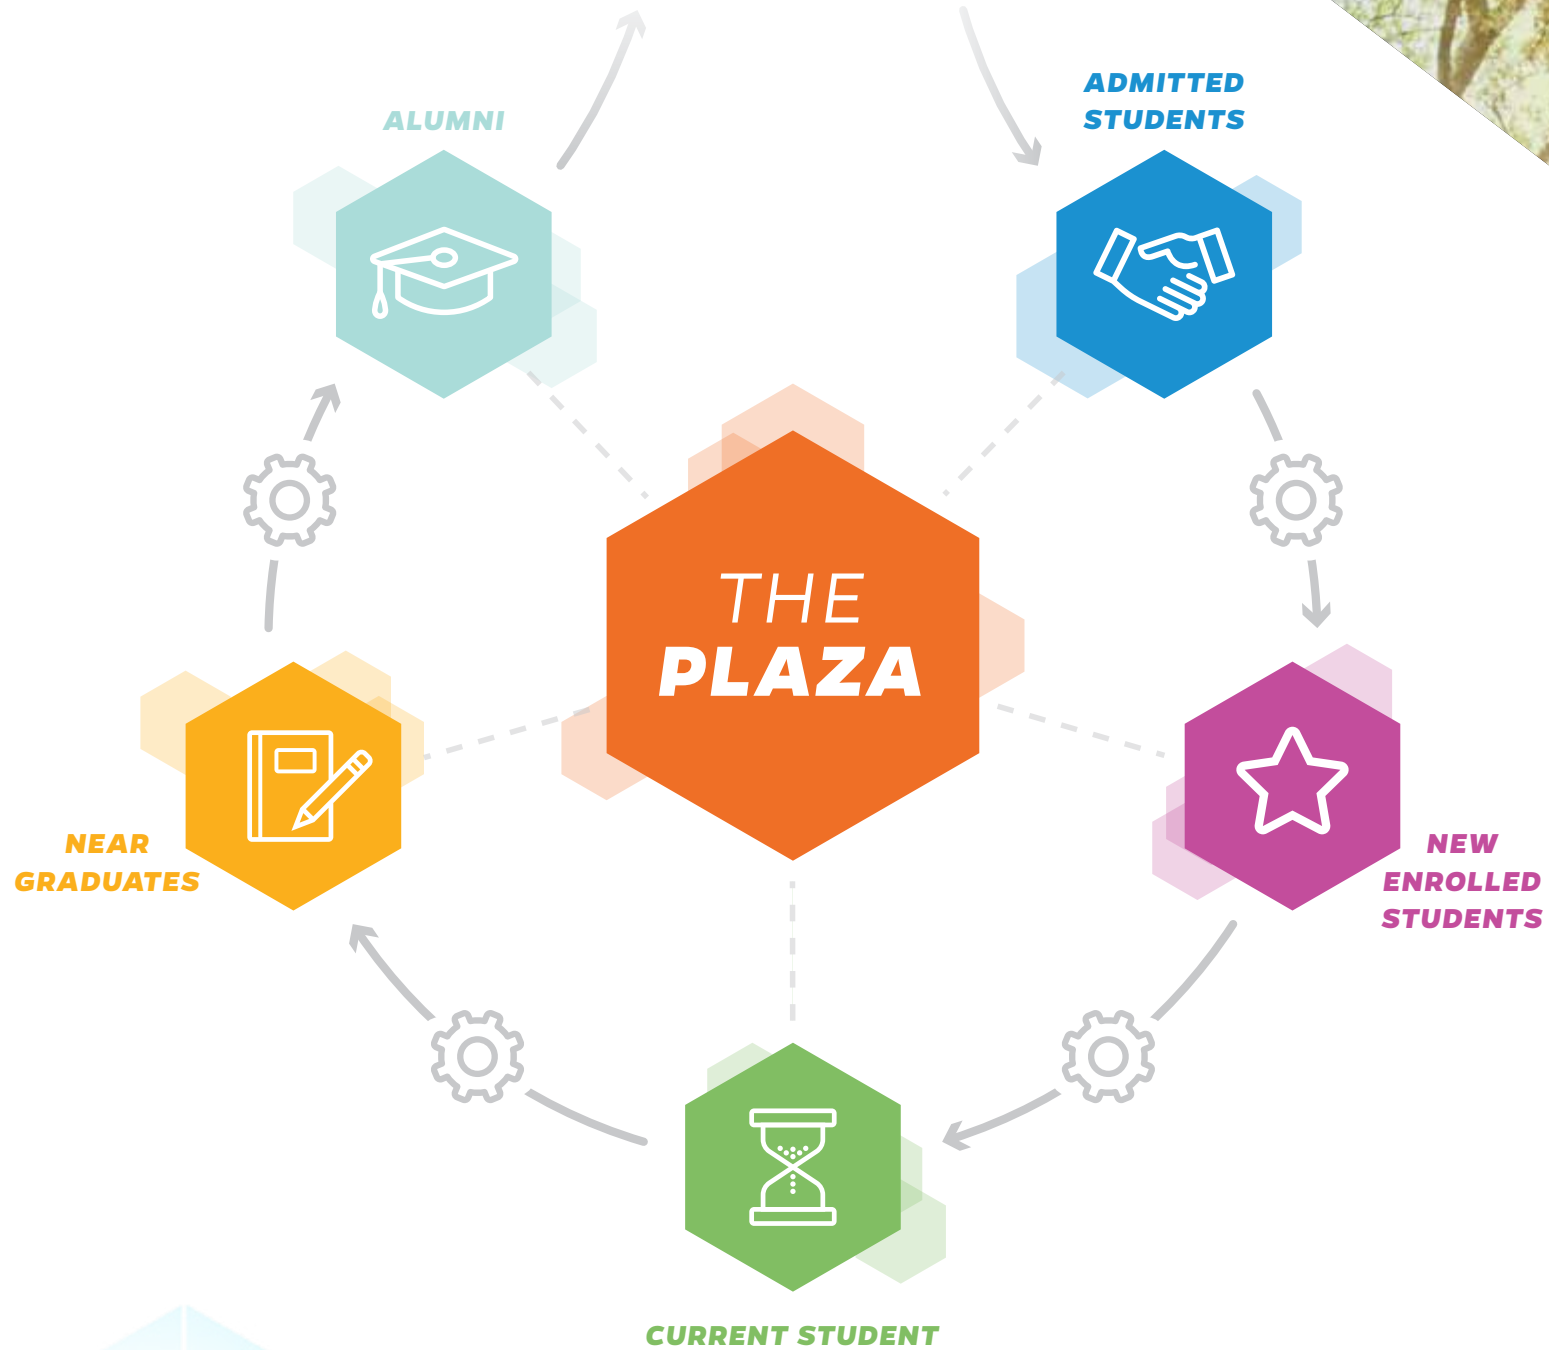 ADMITTED
STUDENTS
ALUMNI
THE
PLAZA
NEAR
GRADUATES
NEW
ENROLLED
STUDENTS
CURRENT STUDENT